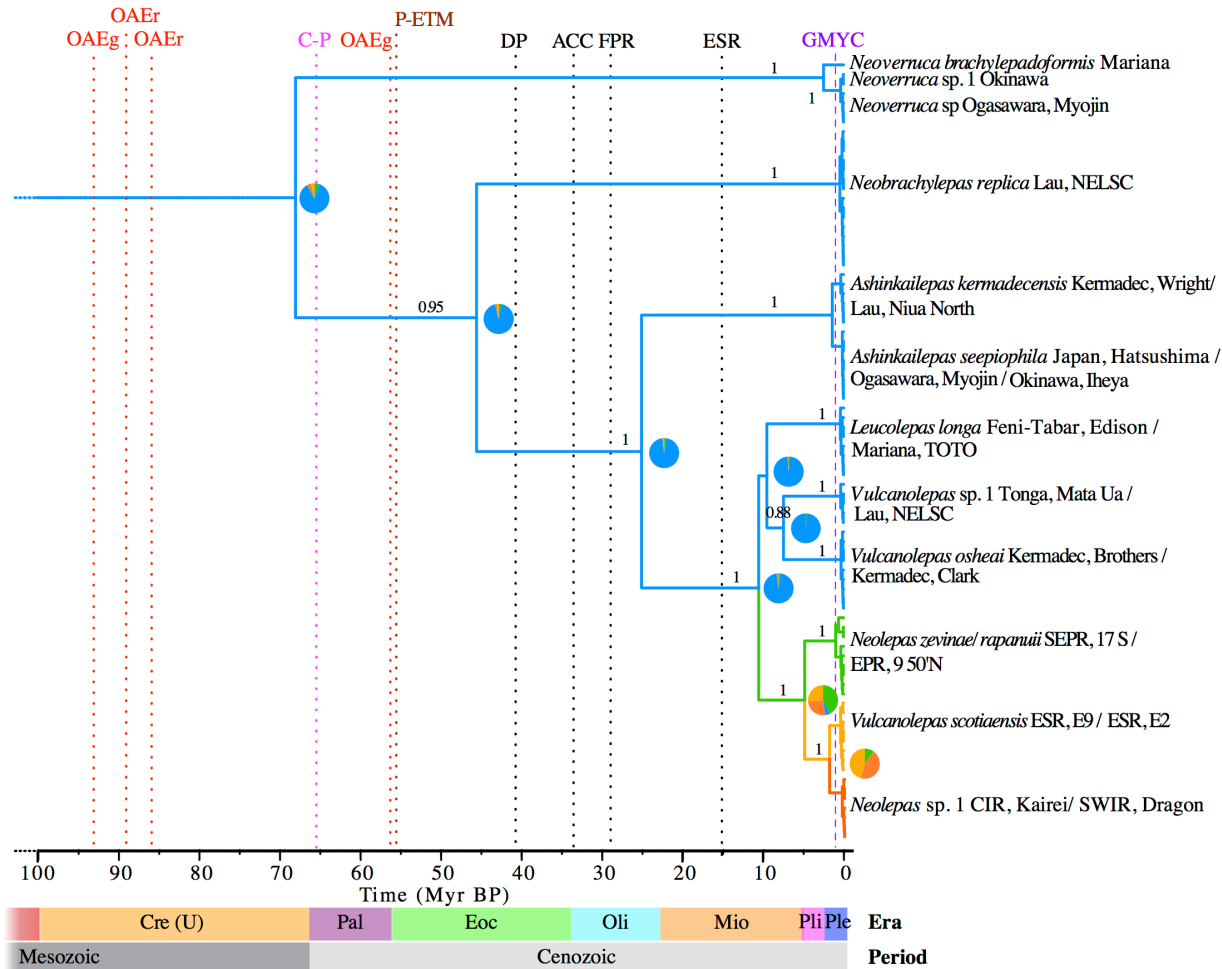 OAEr
P-ETM
OAEg OAEr
C-P OAEg
DP ACC FPR ESR GMYC
Neoverruca brachylepadoformis Mariana
1
Neoverruca sp. 1 Okinawa
1
Neoverruca sp Ogasawara, Myojin
1
Neobrachylepas replica Lau, NELSC
Ashinkailepas kermadecensis Kermadec, Wright/
1
Lau, Niua North
0.95
Ashinkailepas seepiophila Japan, Hatsushima /
Ogasawara, Myojin / Okinawa, Iheya
1
Leucolepas longa Feni-Tabar, Edison /
1
Mariana, TOTO
1
Vulcanolepas sp. 1 Tonga, Mata Ua /
0.88
Lau, NELSC
1
Vulcanolepas osheai Kermadec, Brothers /
1
Kermadec, Clark
1
Neolepas zevinae/ rapanuii SEPR, 17 S /
EPR, 9 50'N
1
Vulcanolepas scotiaensis ESR, E9 / ESR, E2
1
Neolepas sp. 1 CIR, Kairei/ SWIR, Dragon
100 90 80 70 60 50 40 30 20 10 0
Time (Myr BP)
Cre (U) Pal Eoc Oli Mio Pli Ple Era
Mesozoic Cenozoic Period